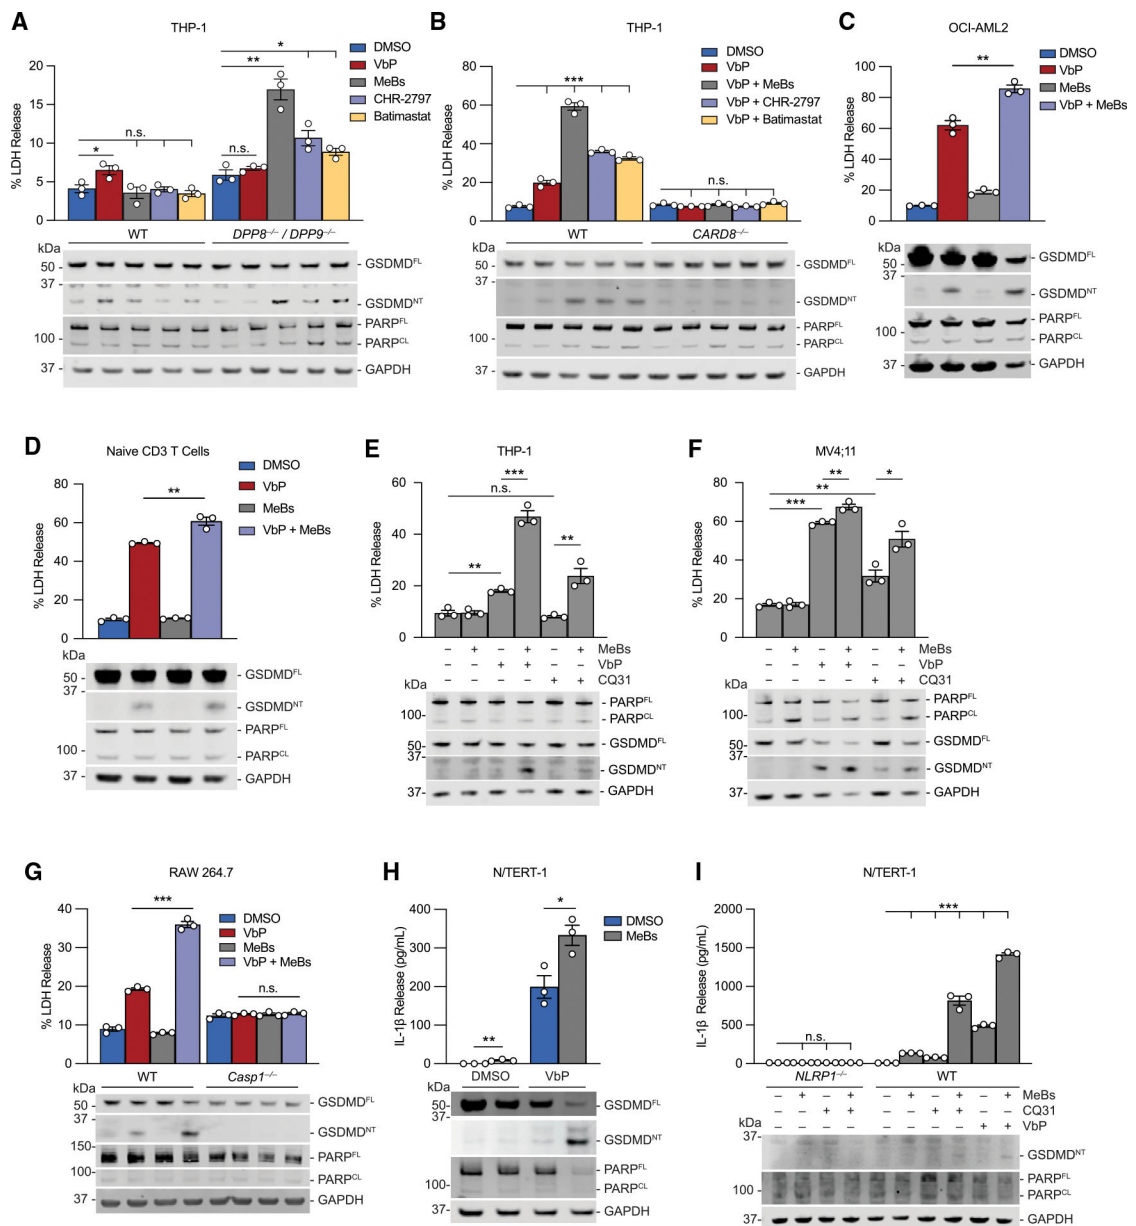 A
THP-1
% LDH Release
20
15
10
5
0
DMSO
VbP
MeBs
CHR-2797
Batimastat
n.s.
*
n.s.
**
*
WT
DPP8–/– / DPP9–/–
kDa
50
37
100
37
GSDMDFL
GSDMDNT
PARPFL
PARPCL
GAPDH
B
THP-1
% LDH Release
100
80
60
40
20
0
DMSO
VbP
VbP + MeBs
VbP + CHR-2797
VbP + Batimastat
***
n.s.
WT
CARD8–/–
kDa
50
37
100
37
GSDMDFL
GSDMDNT
PARPFL
PARPCL
GAPDH
C
OCI-AML2
% LDH Release
100
80
60
40
20
0
DMSO
VbP
MeBs
VbP + MeBs
**
kDa
50
37
100
37
GSDMDFL
GSDMDNT
PARPFL
PARPCL
GAPDH
D
Naive CD3 T Cells
% LDH Release
80
60
40
20
0
DMSO
VbP
MeBs
VbP + MeBs
**
kDa
50
37
100
37
GSDMDFL
GSDMDNT
PARPFL
PARPCL
GAPDH
E
THP-1
% LDH Release
60
40
20
0
***
n.s.
**
**
– + – + – + MeBs
– – + + – – VbP
– – – – + + CQ31
kDa
100
50
37
37
PARPFL
PARPCL
GSDMDFL
GSDMDNT
GAPDH
F
MV4;11
% LDH Release
80
60
40
20
0
**
**
*
***
– + – + – + MeBs
– – + + – – VbP
– – – – + + CQ31
kDa
100
50
37
37
PARPFL
PARPCL
GSDMDFL
GSDMDNT
GAPDH
G
RAW 264.7
% LDH Release
40
30
20
10
0
DMSO
VbP
MeBs
VbP + MeBs
***
n.s.
WT
Casp1–/–
kDa
50
37
150
100
37
GSDMDFL
GSDMDNT
PARPFL
PARPCL
GAPDH
H
N/TERT-1
IL-1β Release (pg/mL)
500
400
300
200
100
0
DMSO
MeBs
**
*
DMSO
VbP
kDa
50
37
100
37
GSDMDFL
GSDMDNT
PARPFL
PARPCL
GAPDH
I
N/TERT-1
IL-1β Release (pg/mL)
2000
1500
1000
500
0
n.s.
***
NLRP1–/–
WT
– + – + – + – + – + MeBs
– – + + – – + + – – CQ31
+ + VbP
kDa
37
100
37
GSDMDNT
PARPFL
PARPCL
GAPDH